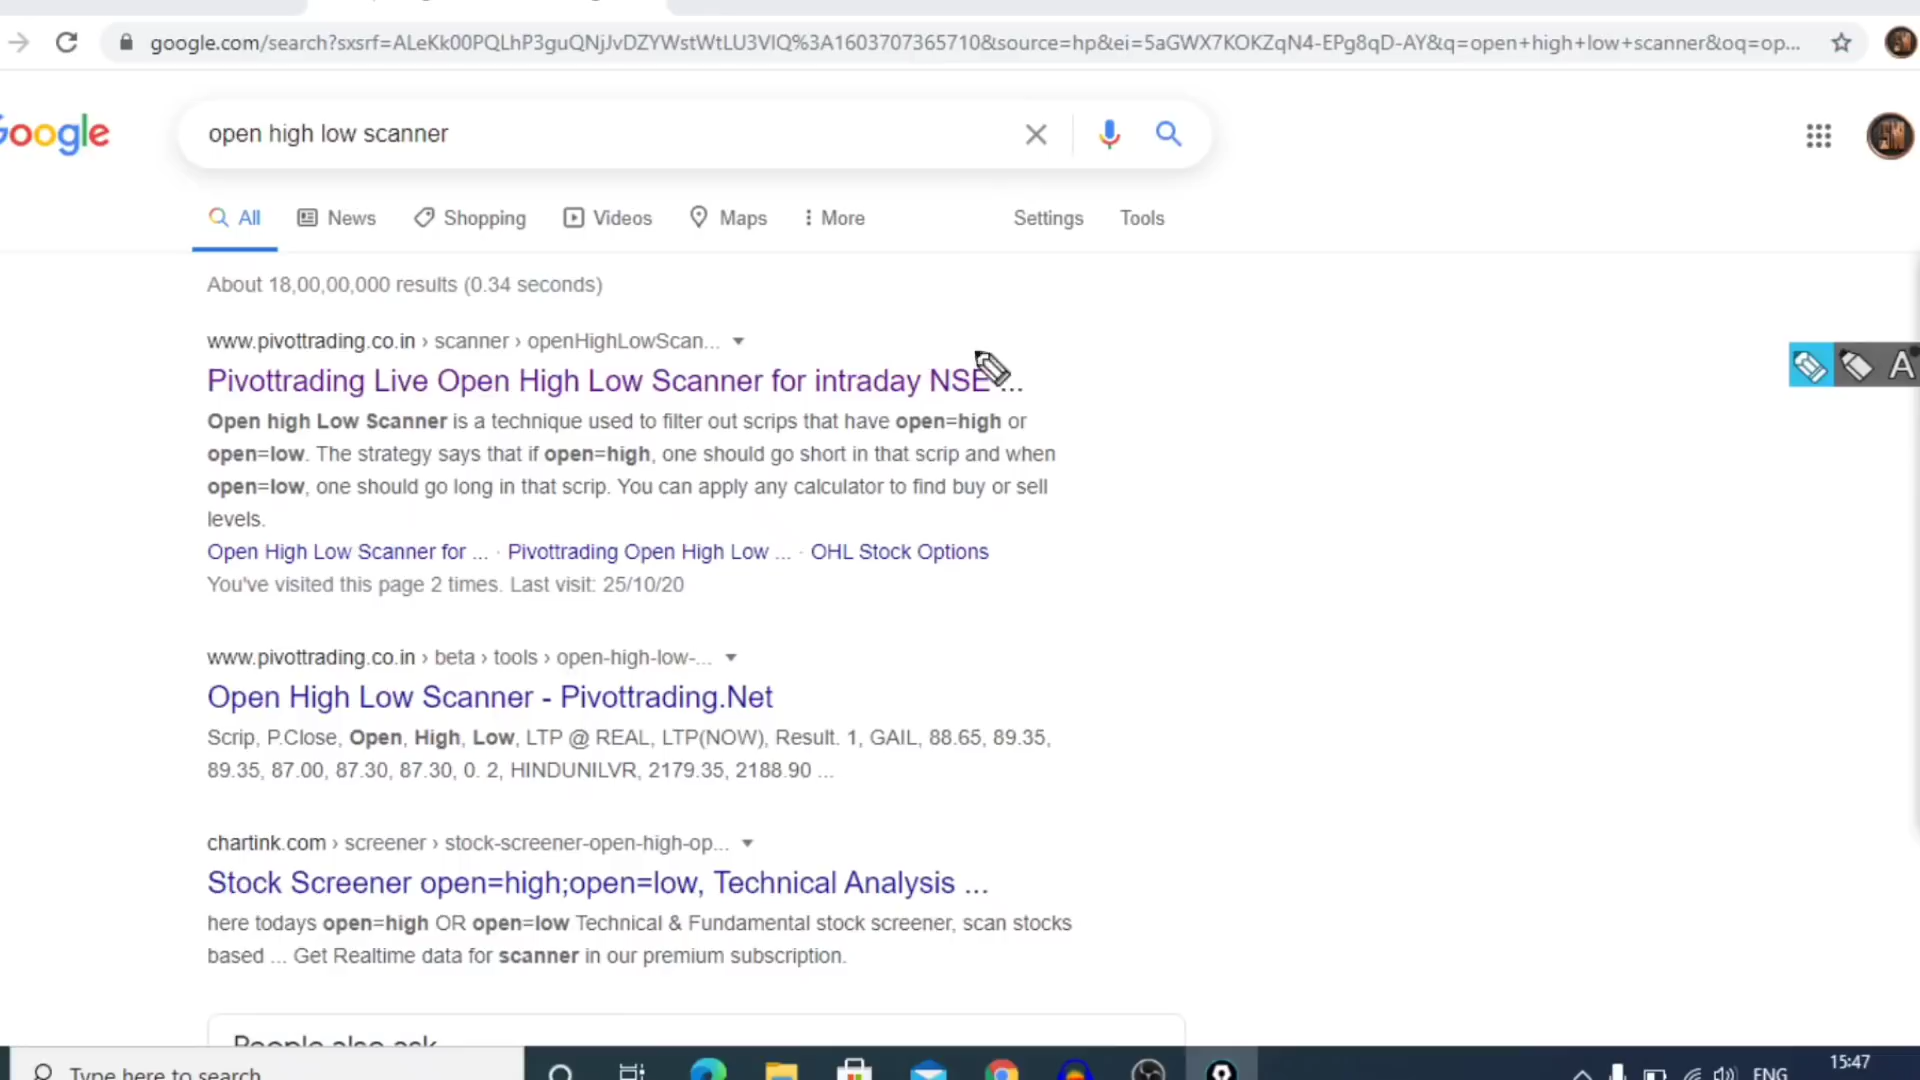 google.com/search?sxsrf=ALeKk00PQLhP3guQNjJvDZYWstWtLU3VlQ%3A1603707365710&source=hp&ei=5aGWX7KOKZqN4-EPg8qD-AY&q=open+high+low+scanner&oq=op...
Google
open high low scanner
All News Shopping Videos Maps More Settings Tools
About 18,00,00,000 results (0.34 seconds)
www.pivottrading.co.in › scanner › openHighLowScan...
Pivottrading Live Open High Low Scanner for intraday NSE ...
Open high Low Scanner is a technique used to filter out scrips that have open=high or
open=low. The strategy says that if open=high, one should go short in that scrip and when
open=low, one should go long in that scrip. You can apply any calculator to find buy or sell
levels.
Open High Low Scanner for ... · Pivottrading Open High Low ... · OHL Stock Options
You've visited this page 2 times. Last visit: 25/10/20
www.pivottrading.co.in › beta › tools › open-high-low-...
Open High Low Scanner - Pivottrading.Net
Scrip, P.Close, Open, High, Low, LTP @ REAL, LTP(NOW), Result. 1, GAIL, 88.65, 89.35,
89.35, 87.00, 87.30, 87.30, 0. 2, HINDUNILVR, 2179.35, 2188.90 ...
chartink.com › screener › stock-screener-open-high-op...
Stock Screener open=high;open=low, Technical Analysis ...
here todays open=high OR open=low Technical & Fundamental stock screener, scan stocks
based ... Get Realtime data for scanner in our premium subscription.
People also ask
Type here to search
15:47
ENG
A